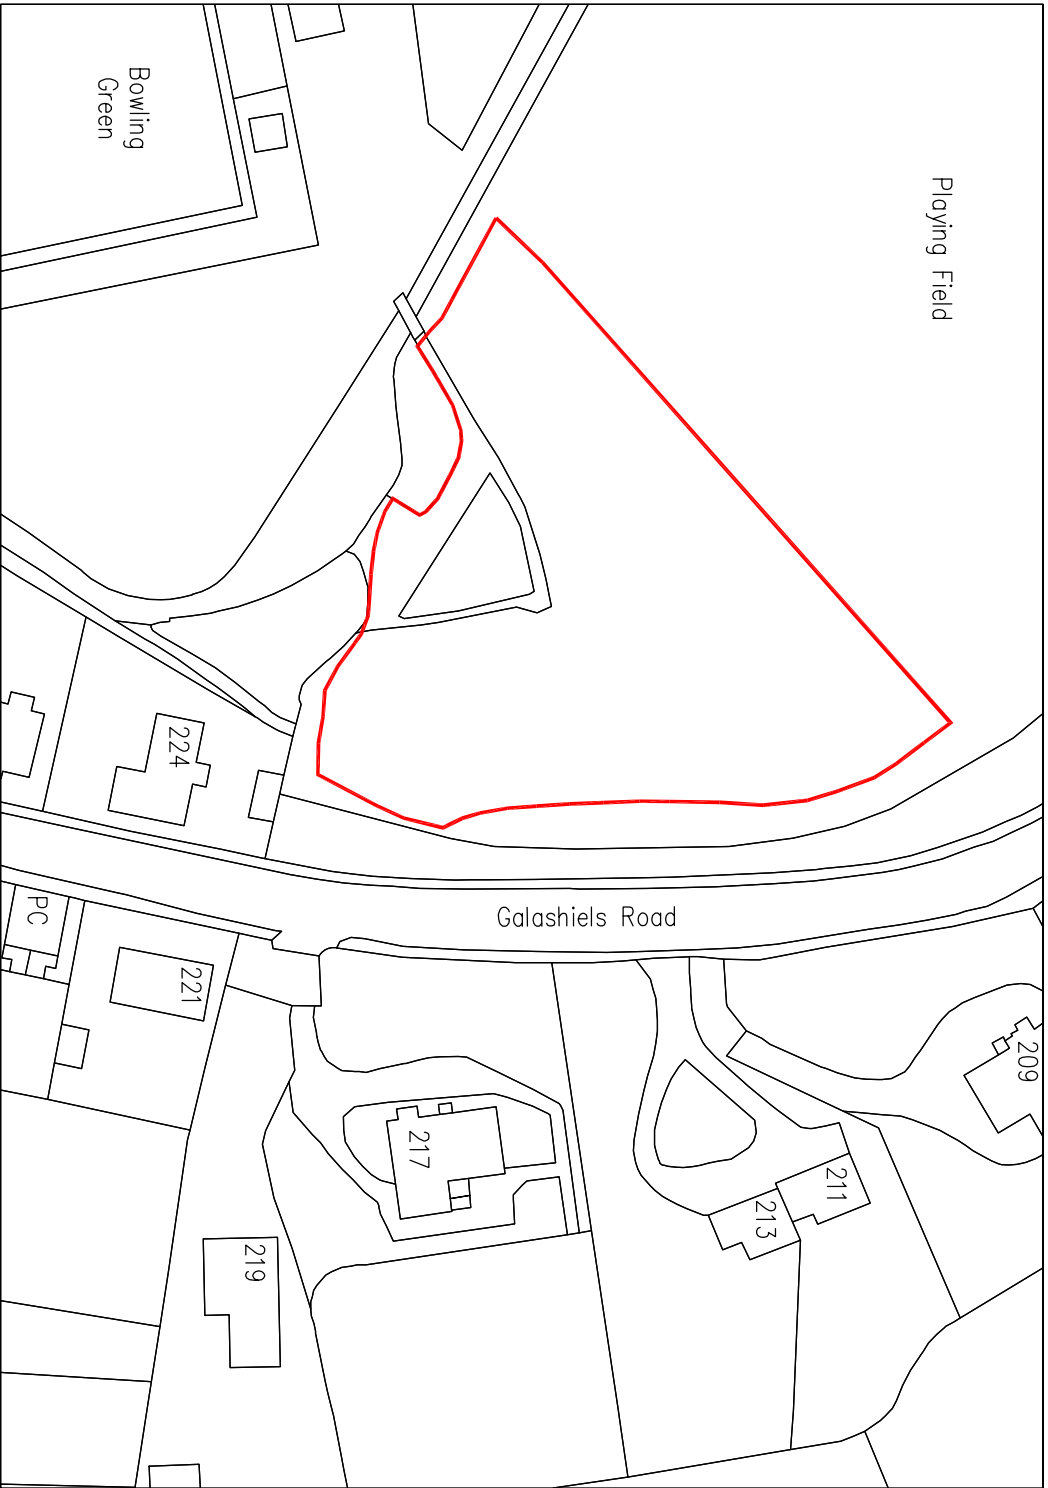 Playing Field
Bowling
Green
224
Galashiels Road
PC
221
209
217
211
213
219